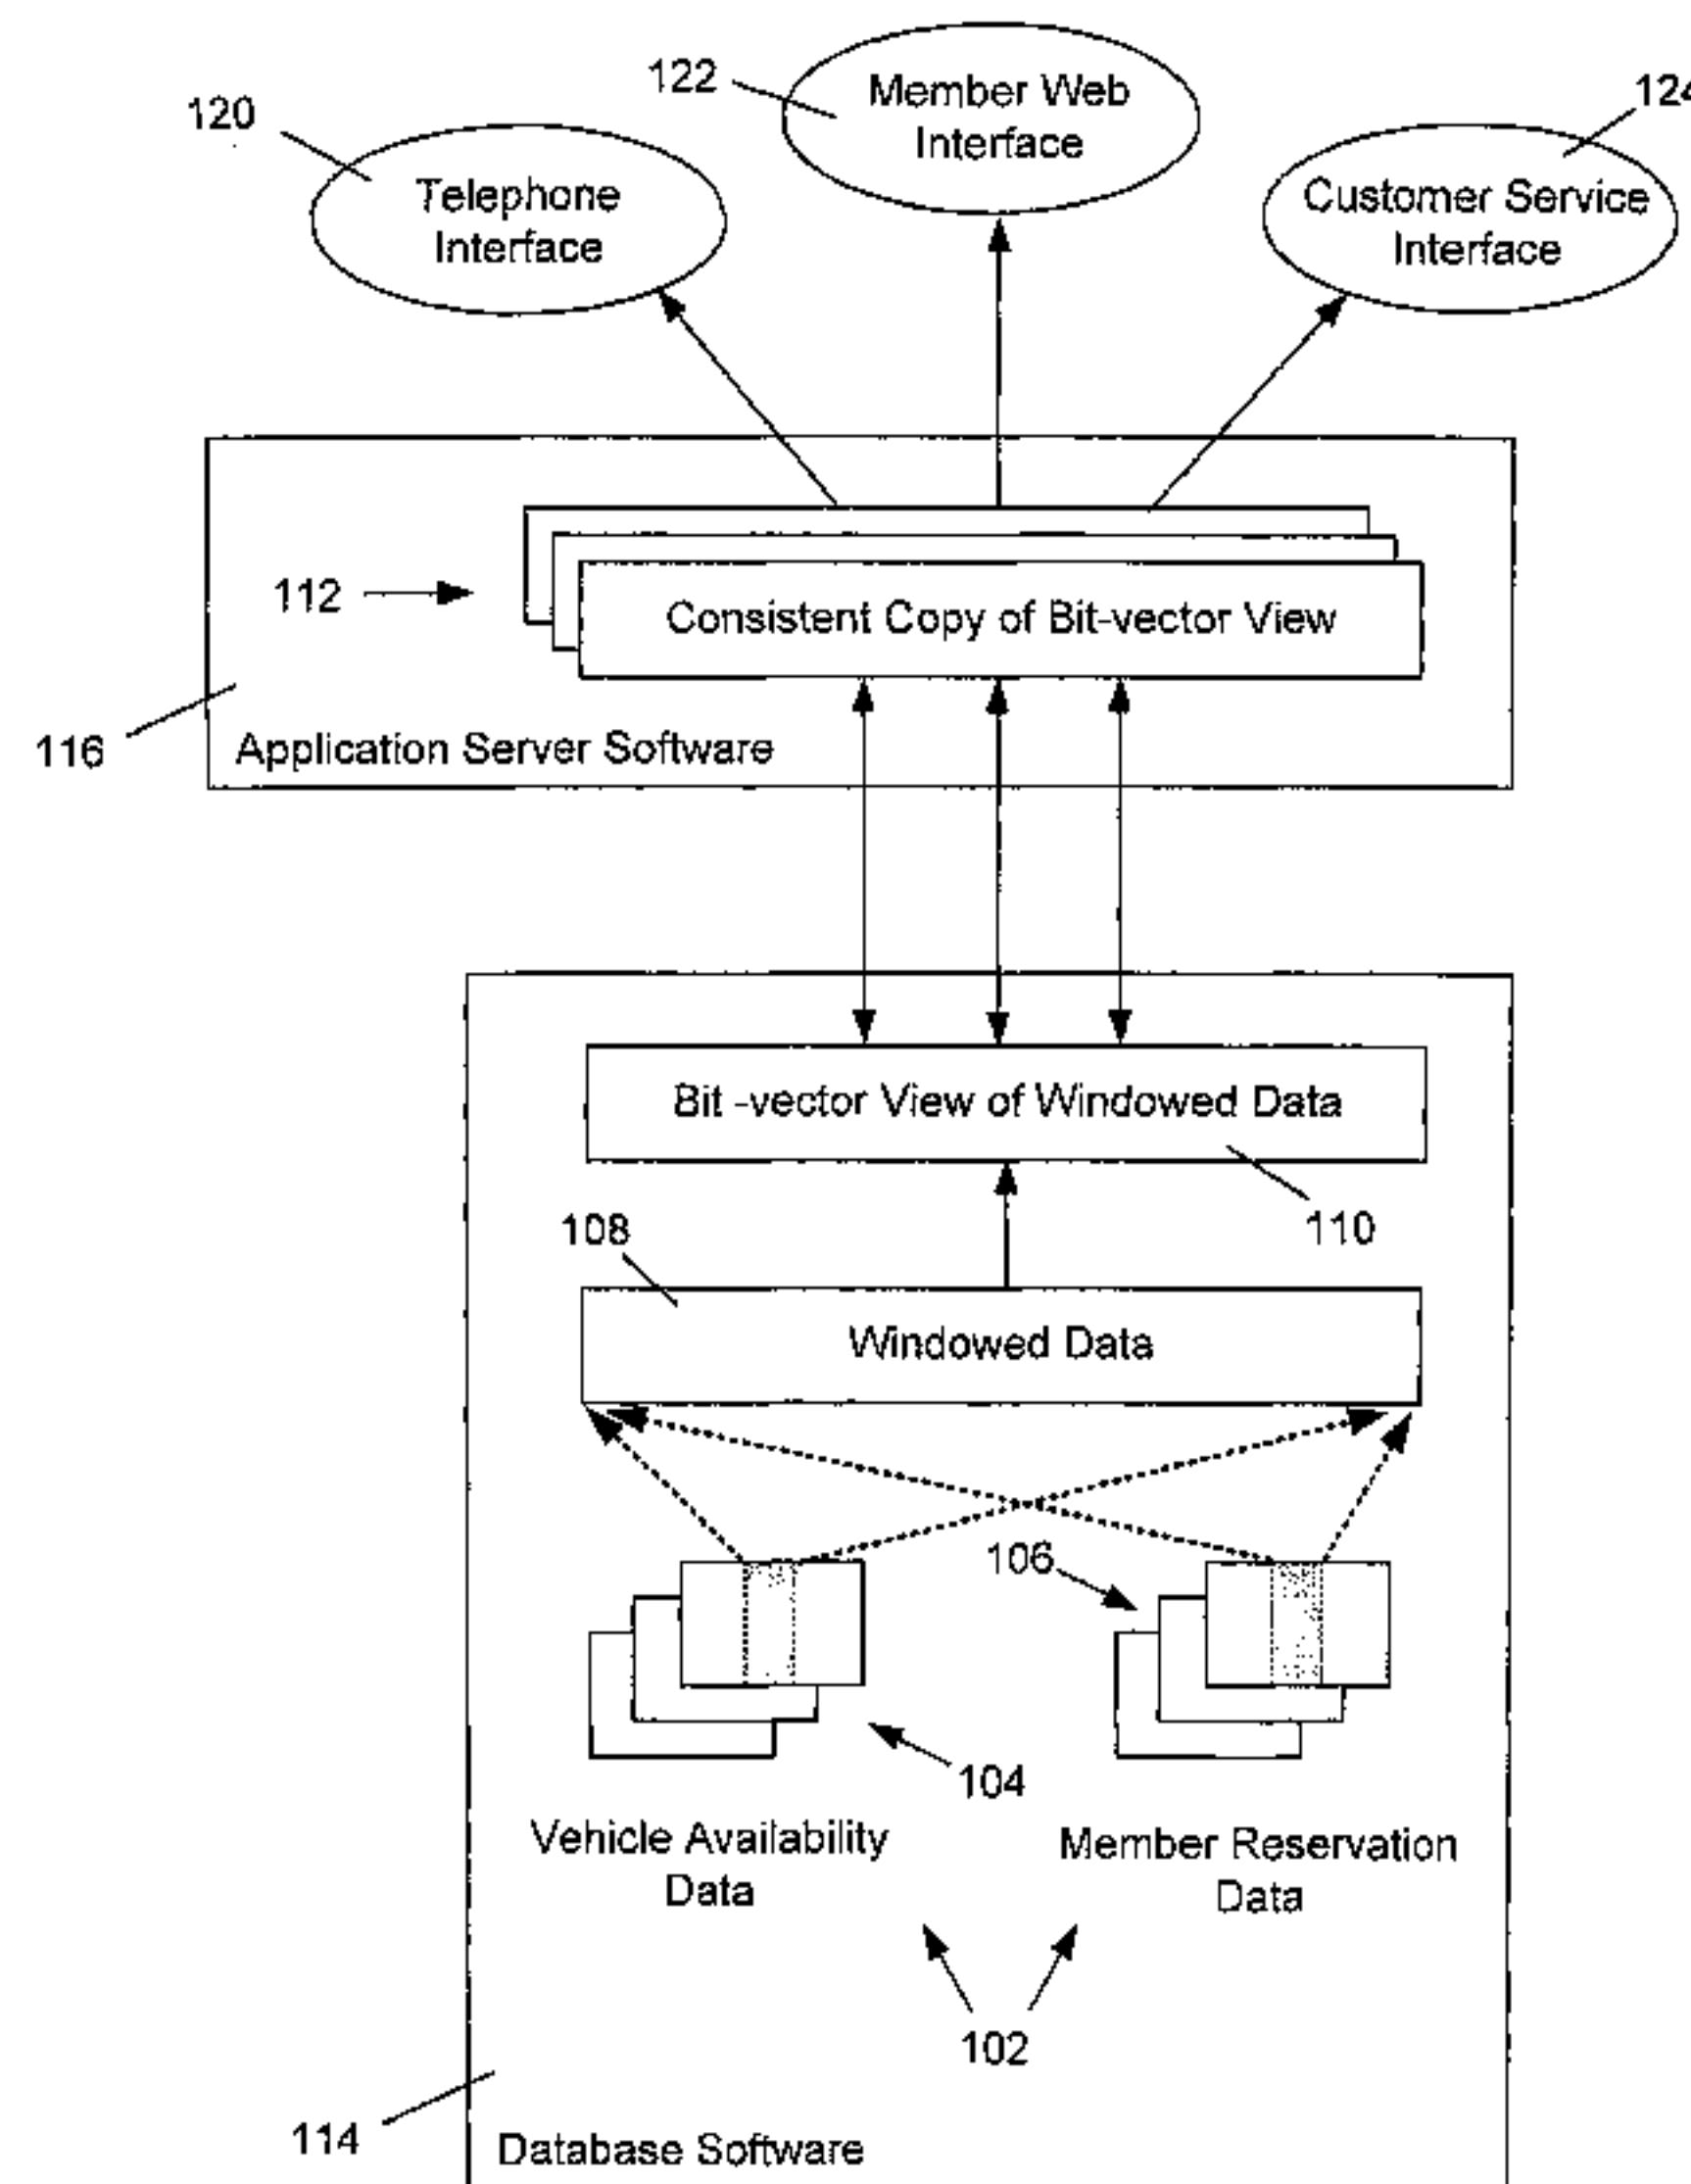 122
Member Web
Interface
124
120
Telephone
Interface
Customer Service
Interface
112
Consistent Copy of Bit-vector View
116
Application Server Software
Bit -vector View of Windowed Data
108
110
Windowed Data
106
104
Vehicle Availability
Data
Member Reservation
Data
102
114
Database Software